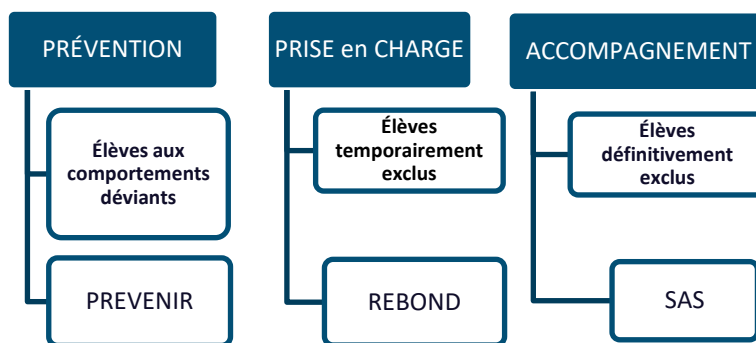 PRÉVENTION
Élèves aux
comportements
déviants
PREVENIR
PRISE en CHARGE
Élèves
temporairement
exclus
REBOND
ACCOMPAGNEMENT
Élèves
définitivement
exclus
SAS